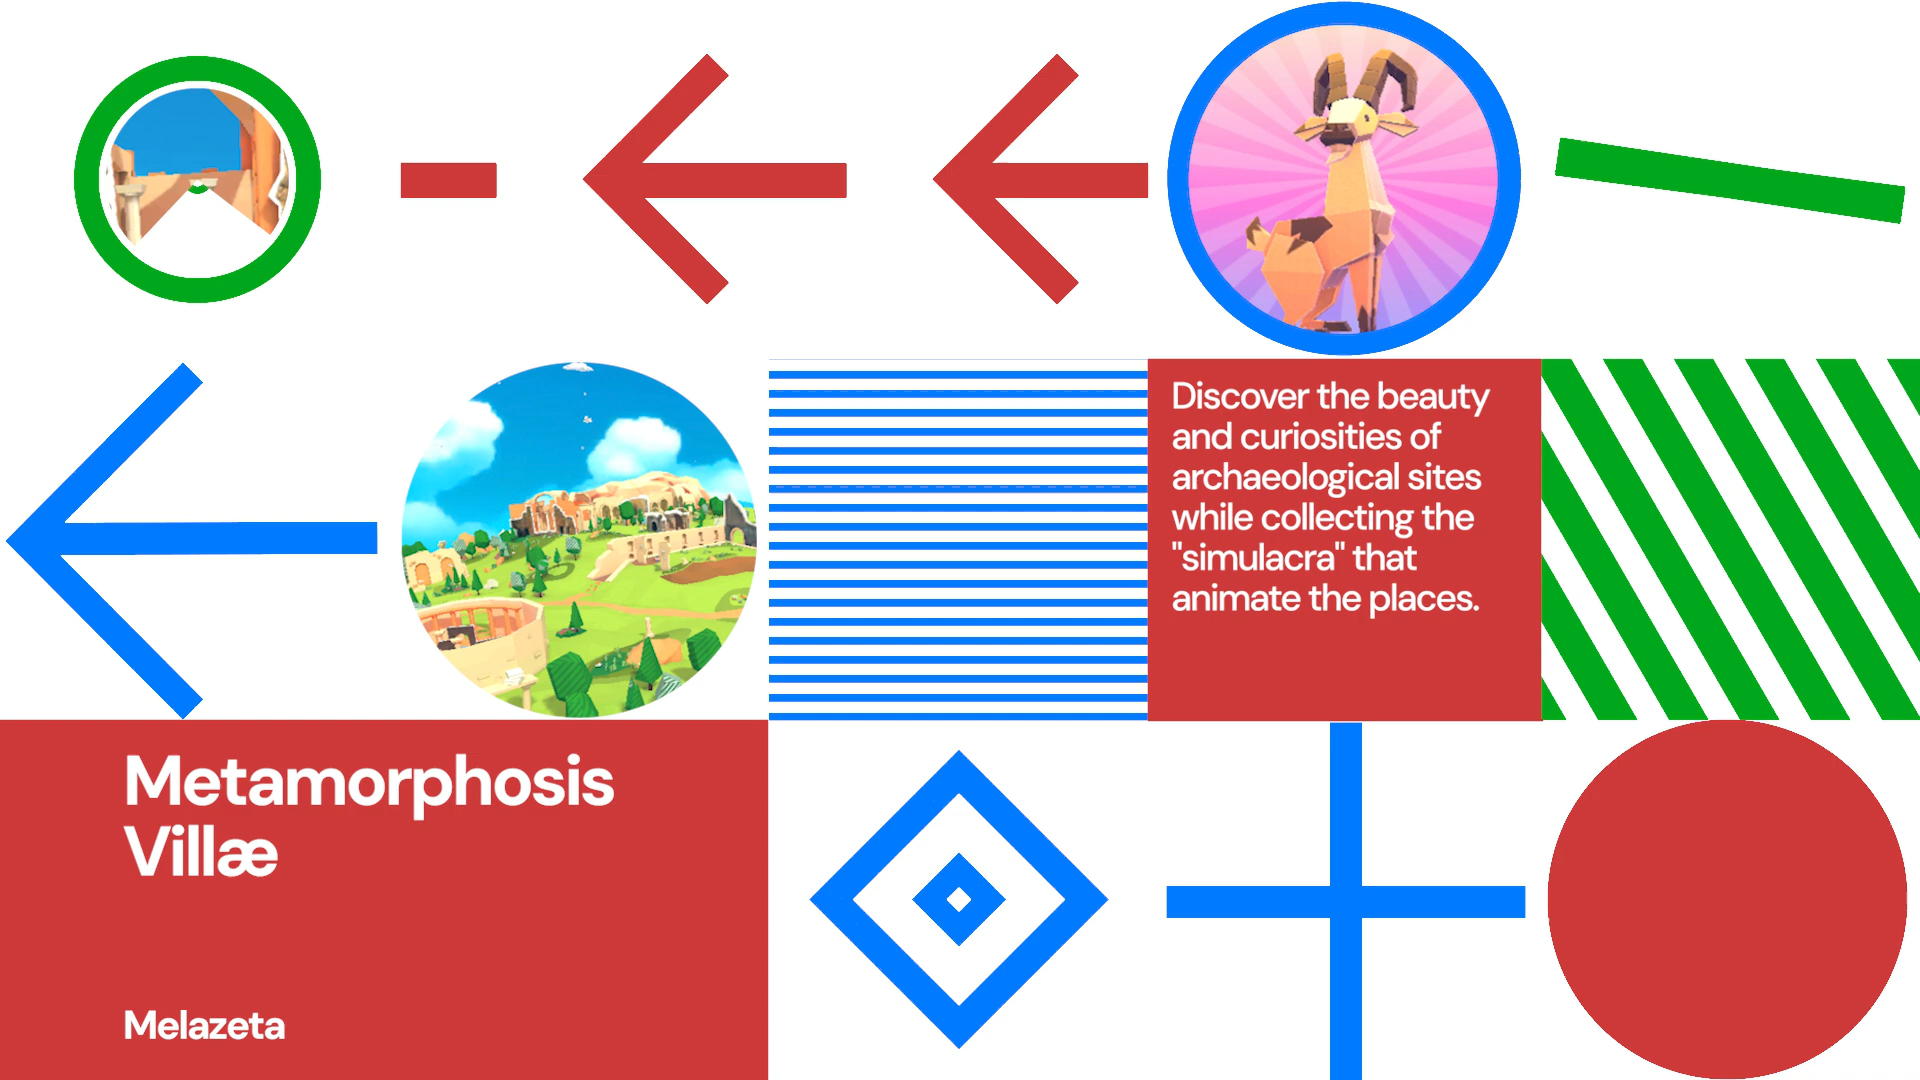 Discover the beauty
and curiosities of
archaeological sites
while collecting the
"simulacra" that
animate the places.
Metamorphosis
Villæ
Melazeta